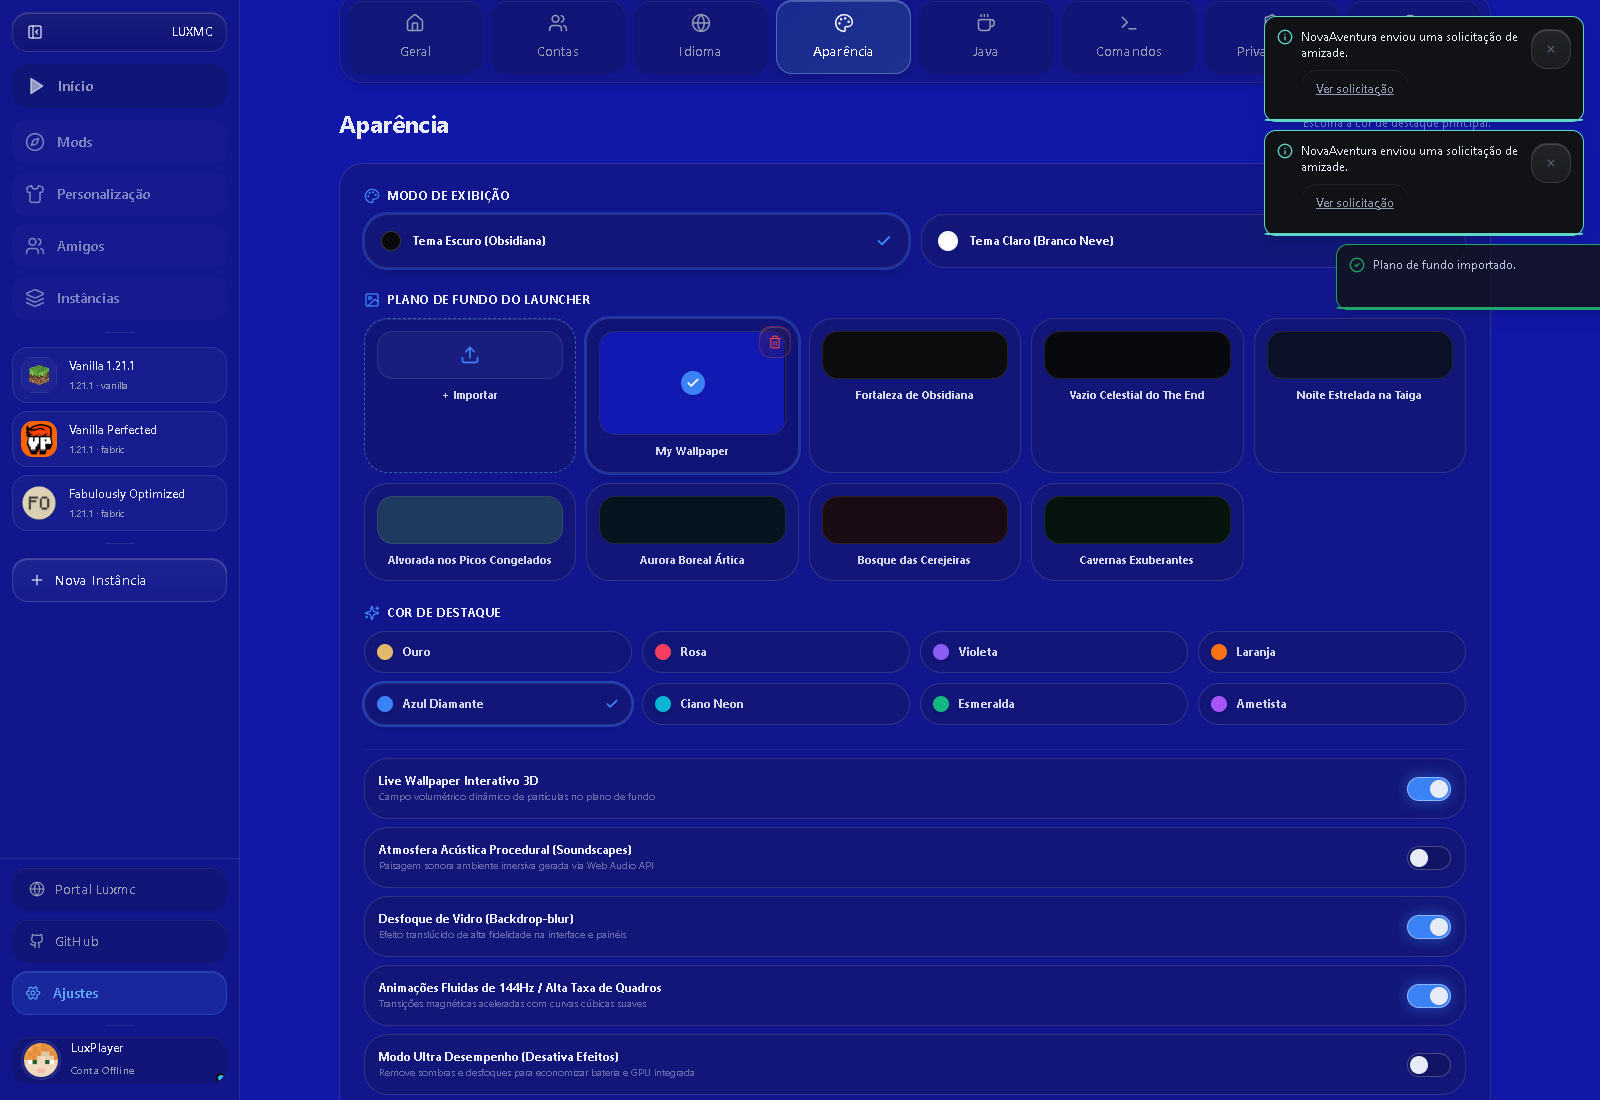 LUXMC
Início
Mods
Personalização
Amigos
Instâncias
Vanilla 1.21.1
1.21.1 · vanilla
Vanilla Perfected
1.21.1 · fabric
Fabulously Optimized
1.21.1 · fabric
Nova Instância
Portal Luxmc
GitHub
Ajustes
LuxPlayer
Conta Offline
Geral
Contas
Idioma
Aparência
Java
Comandos
Aparência
Escolha a cor de destaque principal.
MODO DE EXIBIÇÃO
Tema Escuro (Obsidiana)
Tema Claro (Branco Neve)
PLANO DE FUNDO DO LAUNCHER
+ Importar
My Wallpaper
Fortaleza de Obsidiana
Vazio Celestial do The End
Noite Estrelada na Taiga
Alvorada nos Picos Congelados
Aurora Boreal Ártica
Bosque das Cerejeiras
Cavernas Exuberantes
COR DE DESTAQUE
Ouro
Rosa
Violeta
Laranja
Azul Diamante
Ciano Neon
Esmeralda
Ametista
Live Wallpaper Interativo 3D
Campo volumétrico dinâmico de partículas no plano de fundo
Atmosfera Acústica Procedural (Soundscapes)
Paisagem sonora ambiente imersiva gerada via Web Audio API
Desfoque de Vidro (Backdrop-blur)
Efeito translúcido de alta fidelidade na interface e painéis
Animações Fluidas de 144Hz / Alta Taxa de Quadros
Transições magnéticas aceleradas com curvas cúbicas suaves
Modo Ultra Desempenho (Desativa Efeitos)
Remove sombras e desfoques para economizar bateria e GPU integrada
NovaAventura enviou uma solicitação de
amizade.
Ver solicitação
NovaAventura enviou uma solicitação de
amizade.
Ver solicitação
Plano de fundo importado.